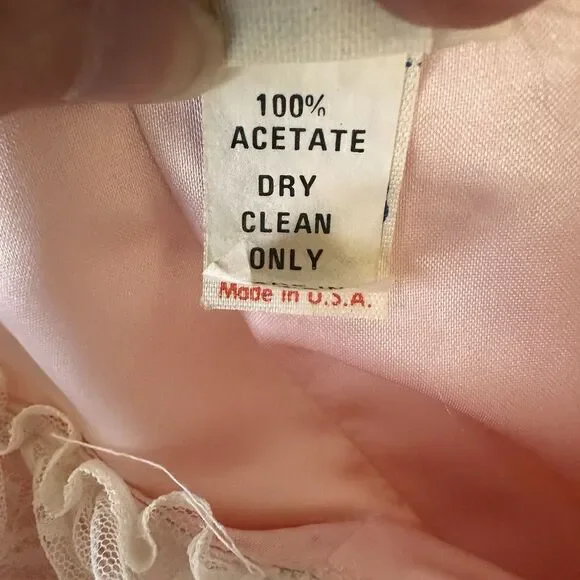 100%
ACETATE
DRY
CLEAN
ONLY
Made in U.S.A.